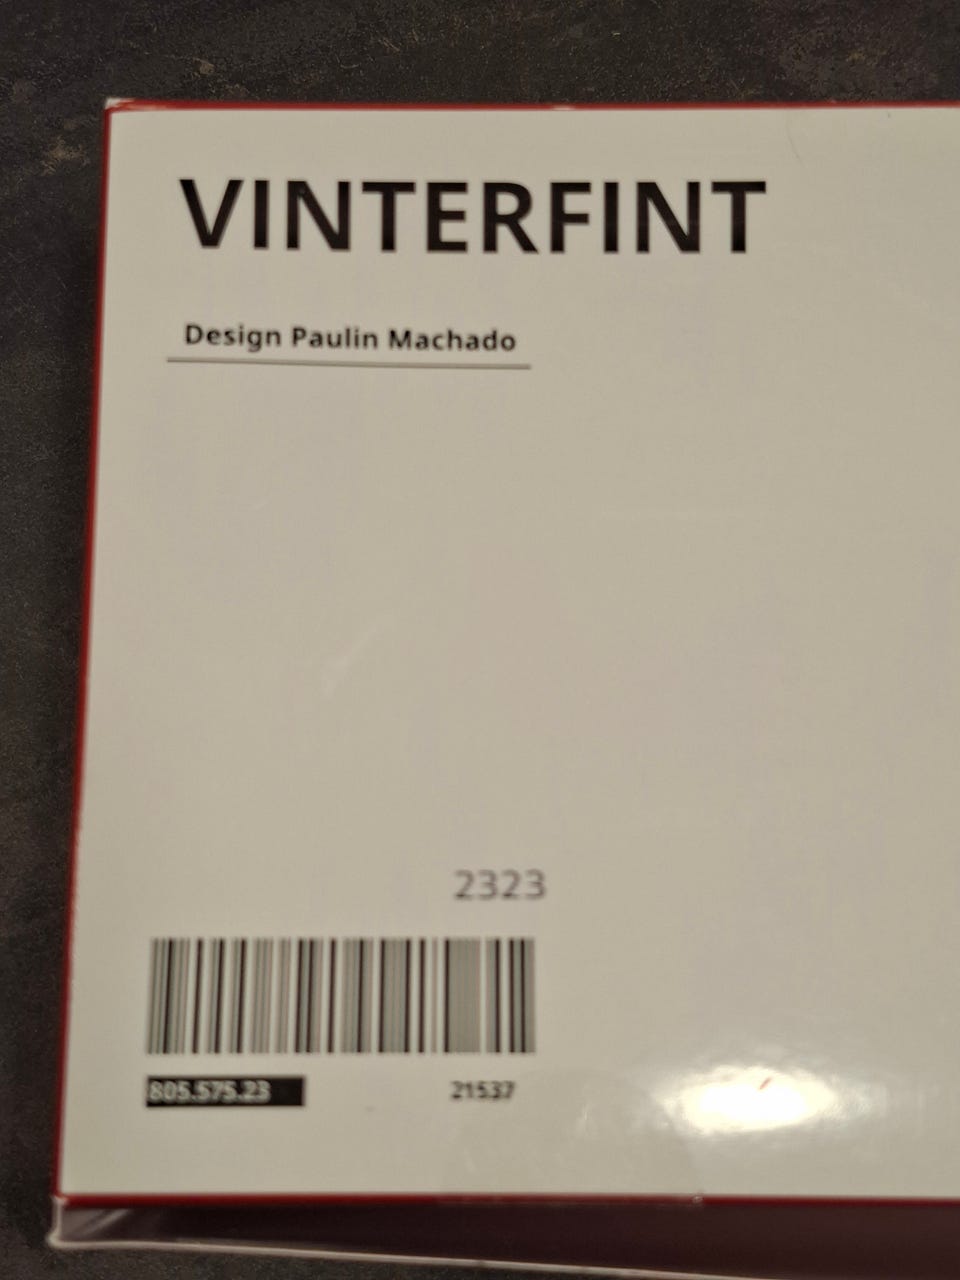 VINTERFINT
Design Paulin Machado
2323
805.575.23 21537